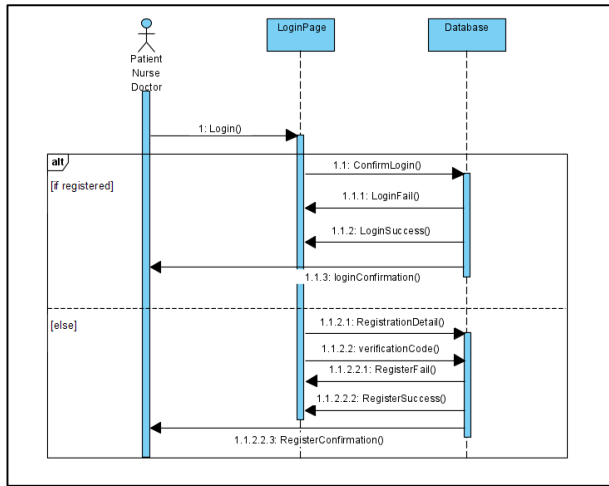 LoginPage
Database
Patient
Nurse
Doctor
1: Login()
alt
[if registered]
1.1: ConfirmLogin()
1.1.1: LoginFail()
1.1.2: LoginSuccess()
1.1.3: loginConfirmation()
[else]
1.1.2.1: RegistrationDetail()
1.1.2.2: verificationCode()
1.1.2.2.1: RegisterFail()
1.1.2.2.2: RegisterSuccess()
1.1.2.2.3: RegisterConfirmation()